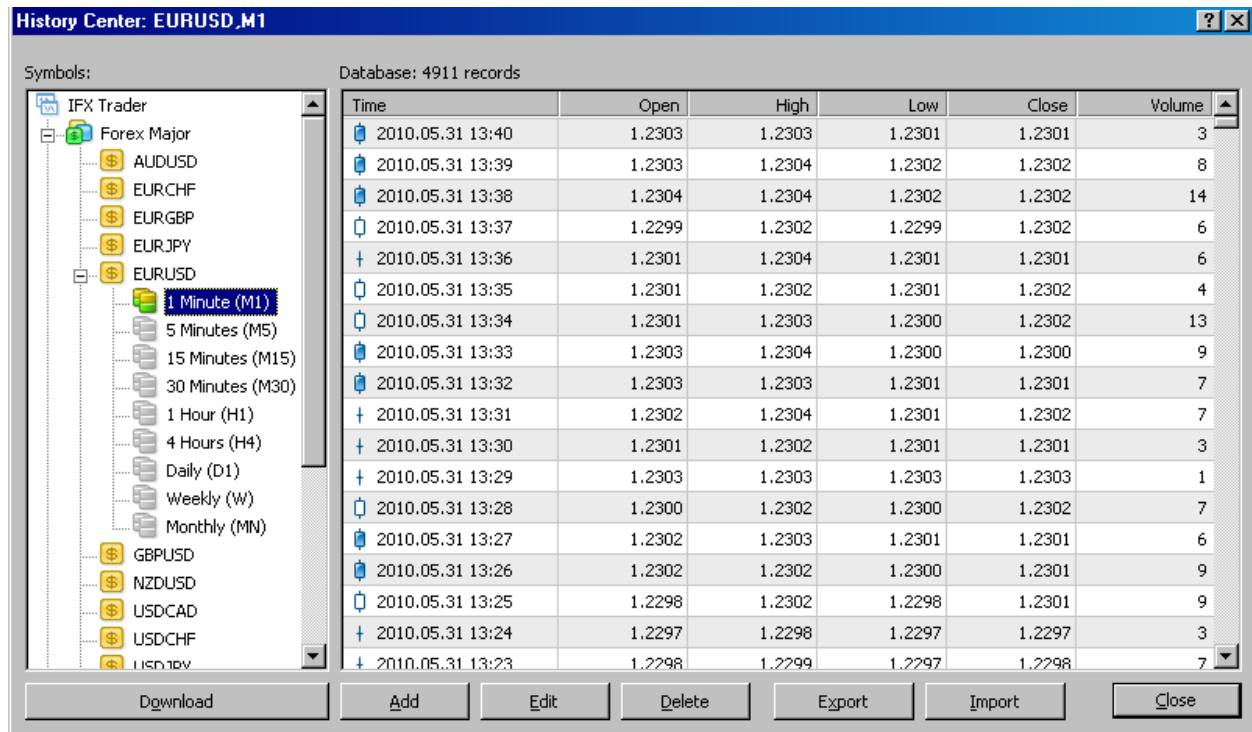 History Center: EURUSD,M1
Symbols:
Database: 4911 records
IFX Trader
Forex Major
AUDUSD
EURCHF
EURGBP
EURJPY
EURUSD
1 Minute (M1)
5 Minutes (M5)
15 Minutes (M15)
30 Minutes (M30)
1 Hour (H1)
4 Hours (H4)
Daily (D1)
Weekly (W)
Monthly (MN)
GBPUSD
NZDUSD
USDCAD
USDCHF
USDJPY
Time Open High Low Close Volume
2010.05.31 13:40 1.2303 1.2303 1.2301 1.2301 3
2010.05.31 13:39 1.2303 1.2304 1.2302 1.2302 8
2010.05.31 13:38 1.2304 1.2304 1.2302 1.2302 14
2010.05.31 13:37 1.2299 1.2302 1.2299 1.2302 6
2010.05.31 13:36 1.2301 1.2304 1.2301 1.2301 6
2010.05.31 13:35 1.2301 1.2302 1.2301 1.2302 4
2010.05.31 13:34 1.2301 1.2303 1.2300 1.2302 13
2010.05.31 13:33 1.2303 1.2304 1.2300 1.2300 9
2010.05.31 13:32 1.2303 1.2303 1.2301 1.2301 7
2010.05.31 13:31 1.2302 1.2304 1.2301 1.2302 7
2010.05.31 13:30 1.2301 1.2302 1.2301 1.2301 3
2010.05.31 13:29 1.2303 1.2303 1.2303 1.2303 1
2010.05.31 13:28 1.2300 1.2302 1.2300 1.2302 7
2010.05.31 13:27 1.2302 1.2303 1.2301 1.2301 6
2010.05.31 13:26 1.2302 1.2302 1.2300 1.2301 9
2010.05.31 13:25 1.2298 1.2302 1.2298 1.2301 9
2010.05.31 13:24 1.2297 1.2298 1.2297 1.2297 3
2010.05.31 13:23 1.2298 1.2299 1.2297 1.2298 7
Download Add Edit Delete Export Import Close